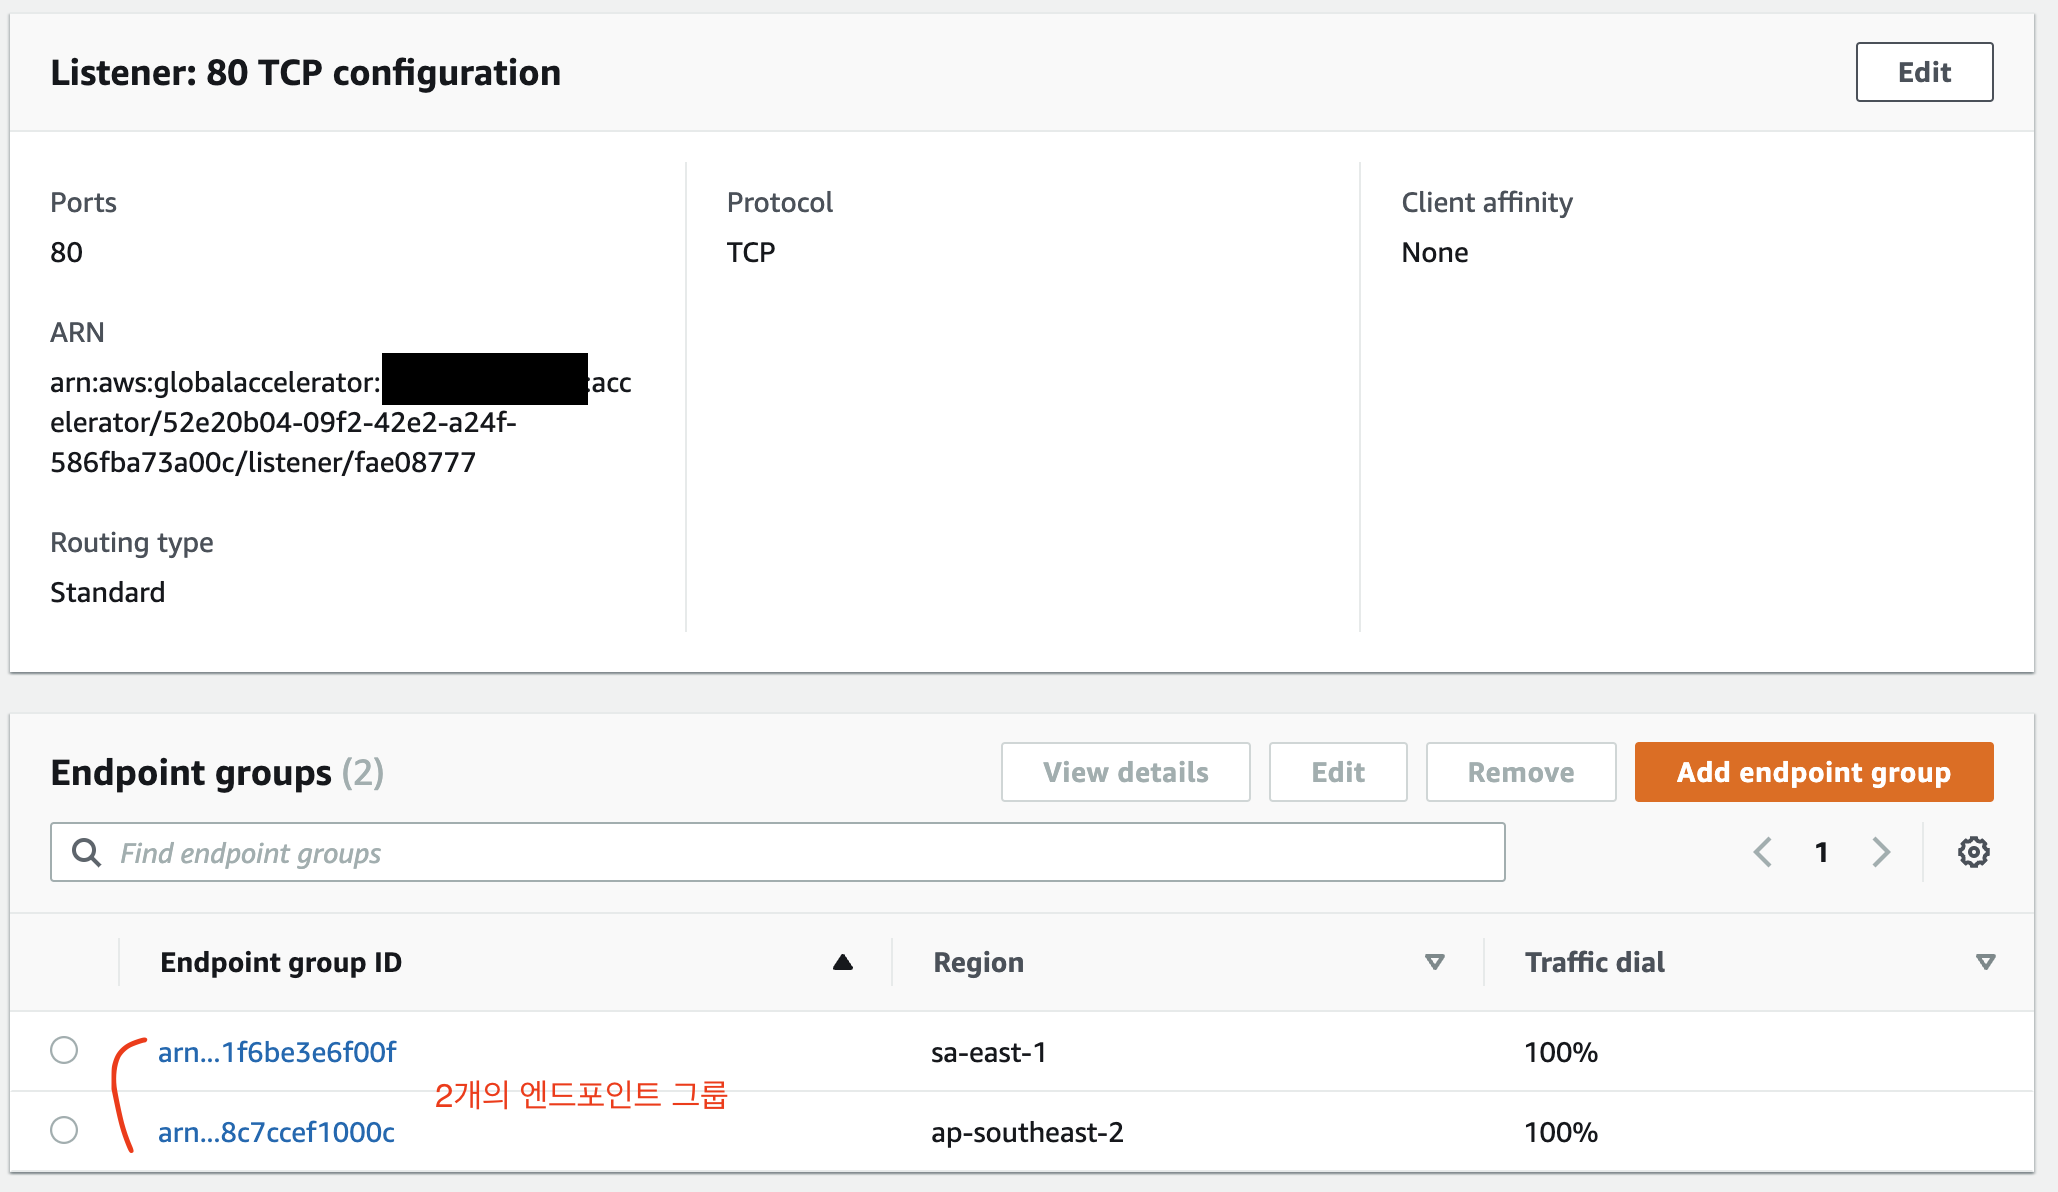 Listener: 80 TCP configuration
Edit
Ports
80
Protocol
TCP
Client affinity
None
ARN
arn:aws:globalaccelerator: :acc
elerator/52e20b04-09f2-42e2-a24f-
586fba73a00c/listener/fae08777
Routing type
Standard
Endpoint groups (2)
View details
Edit
Remove
Add endpoint group
Find endpoint groups
1
Endpoint group ID
Region
Traffic dial
arn...1f6be3e6f00f
sa-east-1
100%
2개의 엔드포인트 그룹
arn...8c7ccef1000c
ap-southeast-2
100%